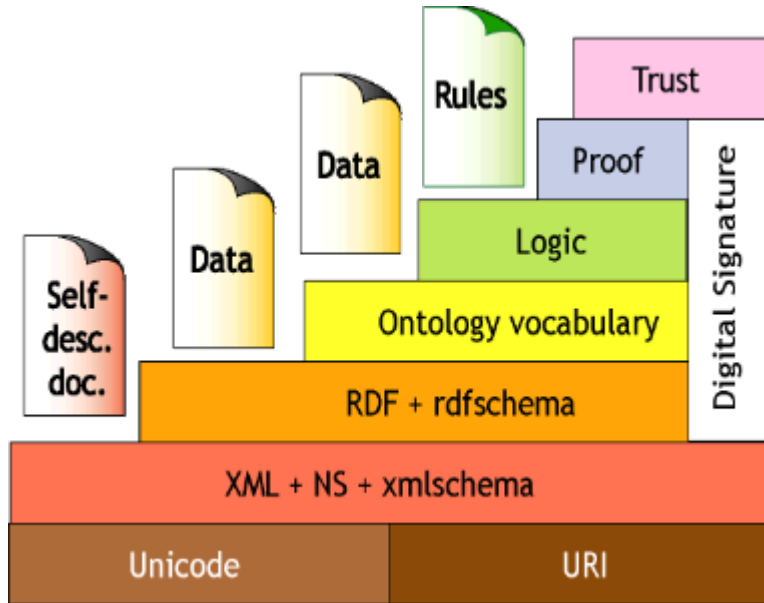 Rules
Trust
Data
Proof
Data
Logic
Self-
desc.
doc.
Ontology vocabulary
Digital Signature
RDF + rdfschema
XML + NS + xmlschema
Unicode
URI